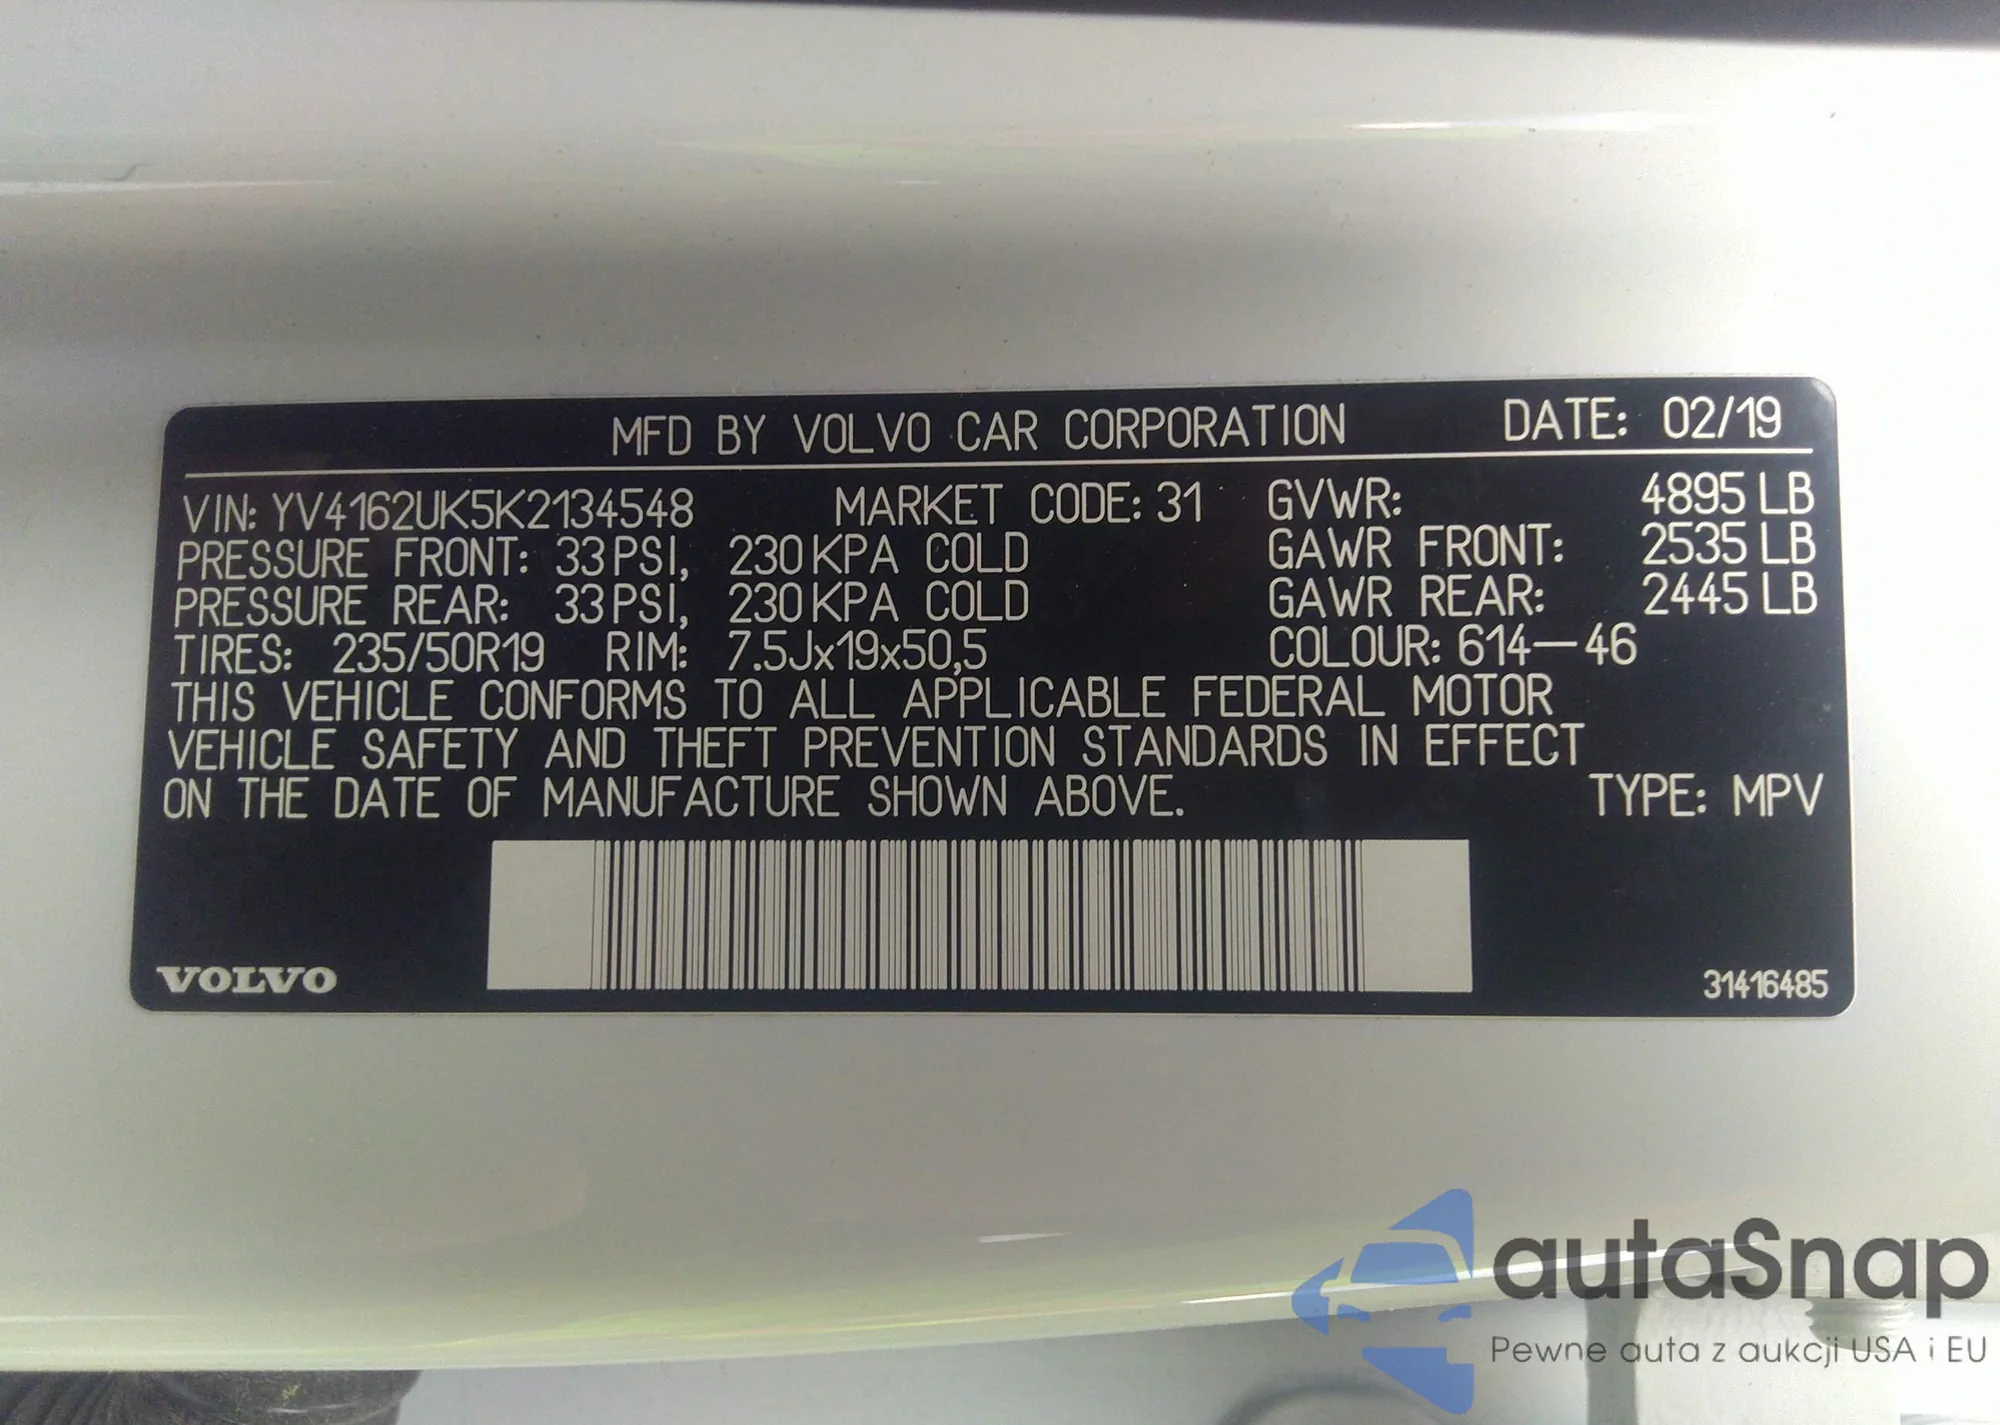 MFD BY VOLVO CAR CORPORATION DATE: 02/19
VIN: YV4162UK5K2134548 MARKET CODE: 31 GVWR: 4895 LB
PRESSURE FRONT: 33 PSI, 230 KPA COLD GAWR FRONT: 2535 LB
PRESSURE REAR: 33 PSI, 230 KPA COLD GAWR REAR: 2445 LB
TIRES: 235/50R19 RIM: 7.5Jx19x50,5 COLOUR: 614-46
THIS VEHICLE CONFORMS TO ALL APPLICABLE FEDERAL MOTOR
VEHICLE SAFETY AND THEFT PREVENTION STANDARDS IN EFFECT
ON THE DATE OF MANUFACTURE SHOWN ABOVE. TYPE: MPV
VOLVO 31416485
autaSnap
Pewne auta z aukcji USA i EU